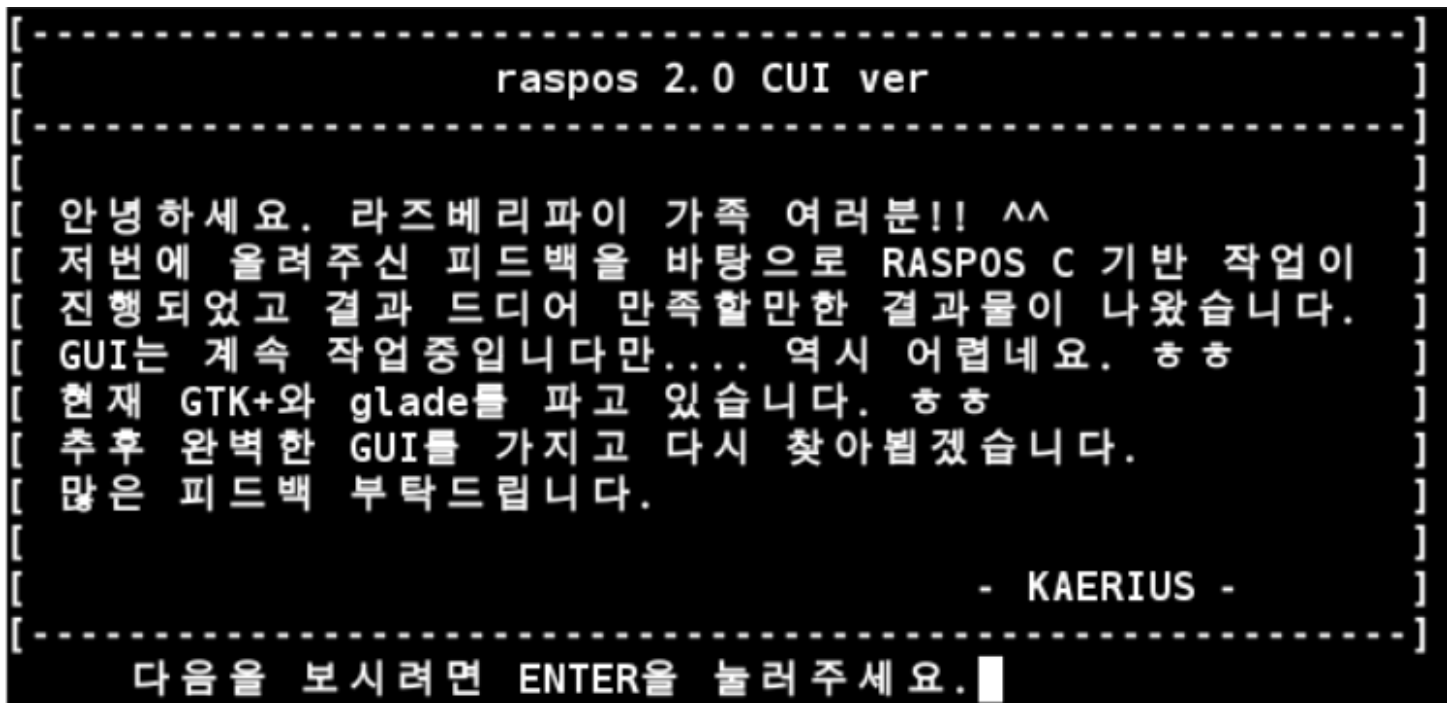 [---------------------------------------------------------]
[ raspos 2.0 CUI ver ]
[---------------------------------------------------------]
[ ]
[ 안녕하세요. 라즈베리파이 가족 여러분!! ^^ ]
[ 저번에 올려주신 피드백을 바탕으로 RASPOS C 기반 작업이 ]
[ 진행되었고 결과 드디어 만족할만한 결과물이 나왔습니다. ]
[ GUI는 계속 작업중입니다만.... 역시 어렵네요. ㅎㅎ ]
[ 현재 GTK+와 glade를 파고 있습니다. ㅎㅎ ]
[ 추후 완벽한 GUI를 가지고 다시 찾아뵙겠습니다. ]
[ 많은 피드백 부탁드립니다. ]
[ ]
[ - KAERIUS - ]
[---------------------------------------------------------]
다음을 보시려면 ENTER을 눌러주세요.